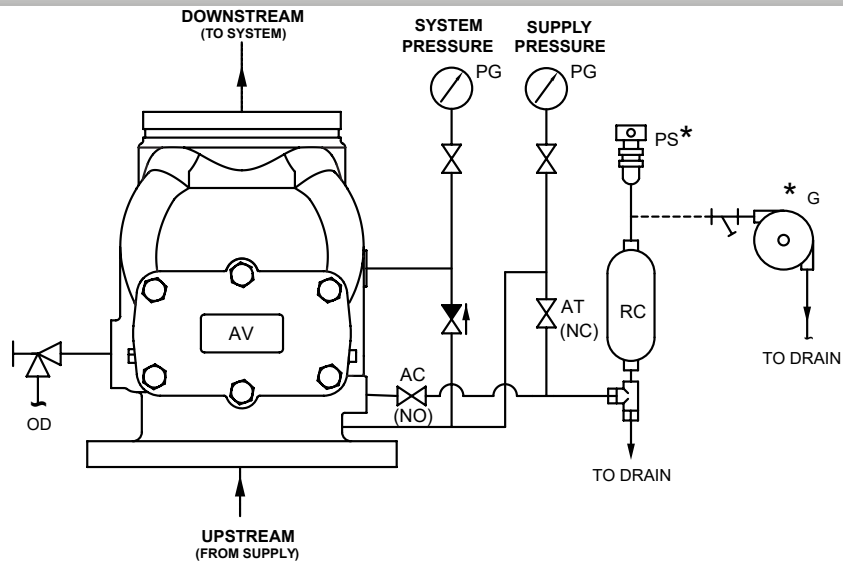 DOWNSTREAM
(TO SYSTEM)
SYSTEM
PRESSURE
SUPPLY
PRESSURE
PG
PG
PS*
* G
AV
AT
(NC)
RC
TO DRAIN
AC
(NO)
OD
TO DRAIN
UPSTREAM
(FROM SUPPLY)